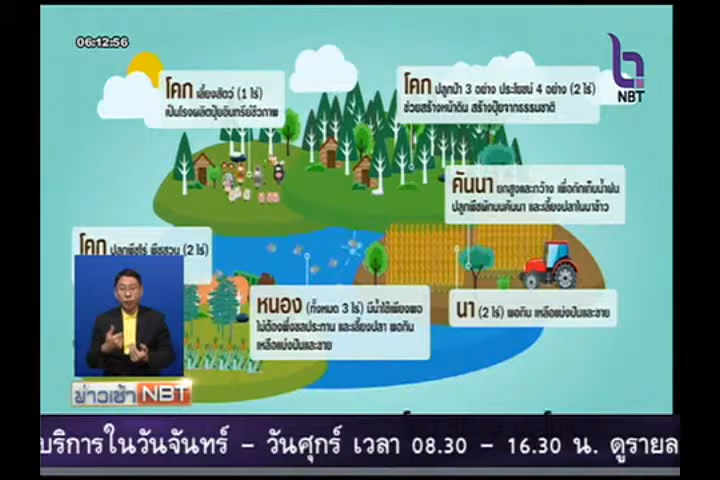 06:12:56
โคก เลี้ยงสัตว์ (1 ไร่)
เป็นโรงผลิตปุ๋ยอินทรีย์ชีวภาพ
โคก ปลูกป่า 3 อย่าง ประโยชน์ 4 อย่าง (2 ไร่)
ช่วยสร้างหน้าดิน สร้างปุ๋ยจากธรรมชาติ
NBT
คันนา ยกสูงและกว้าง เพื่อกักเก็บน้ำฝน
ปลูกพืชผักบนคันนา และเลี้ยงปลาในนาข้าว
โคก ปลูกพืชไร่ พืชสวน (2 ไร่)
หนอง (ทั้งหมด 3 ไร่) มีน้ำใช้เพียงพอ
ไม่ต้องพึ่งชลประทาน และเลี้ยงปลา พอกิน
เหลือแบ่งปันและขาย
นา (2 ไร่) พอกิน เหลือแบ่งปันและขาย
ข่าวเช้า NBT
บริการในวันจันทร์ - วันศุกร์ เวลา 08.30 - 16.30 น. ดูรายล